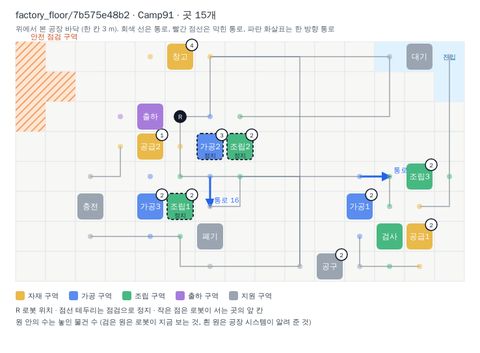 factory_floor/7b575e48b2 · Camp91 · 곳 15개
위에서 본 공장 바닥 (한 칸 3 m). 회색 선은 통로, 빨간 점선은 막힌 통로, 파란 화살표는 한 방향 통로
안전 점검 구역
창고 4
대기
출하
R
공급2 1
가공2 3
조립2 2
통로
조립3 2
충전
가공3 2
조립1 2
통로 16
가공1 2
폐기
검사
공급1 2
공구 2
자재 구역
가공 구역
조립 구역
출하 구역
지원 구역
R 로봇 위치 · 점선 테두리는 점검으로 정지 · 작은 점은 로봇이 서는 곳의 앞 칸
원 안의 수는 놓인 물건 수 (검은 원은 로봇이 지금 보는 것, 흰 원은 공장 시스템이 알려 준 것)